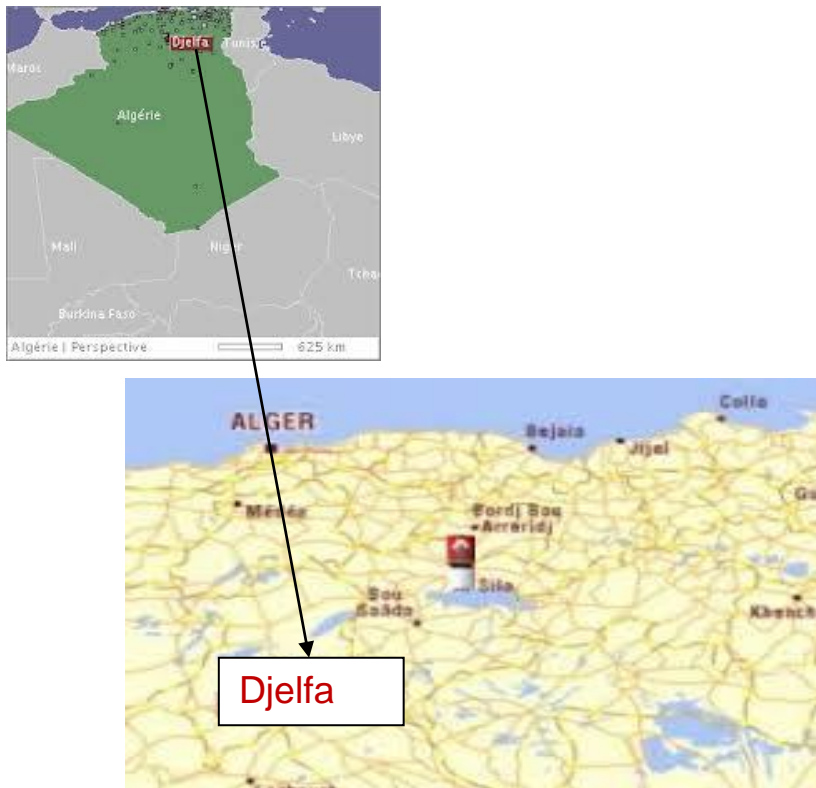 Djelfa
Tunisie
Maroc
Algérie
Libye
Mali
Niger
Tcha
Burkina Faso
Algérie | Perspective 625 km
Collo
ALGER
Bejaia
Jijel
Médéa
Bordj Bou
Arreridj
Sila
Bou
Saâda
Khench
Djelfa